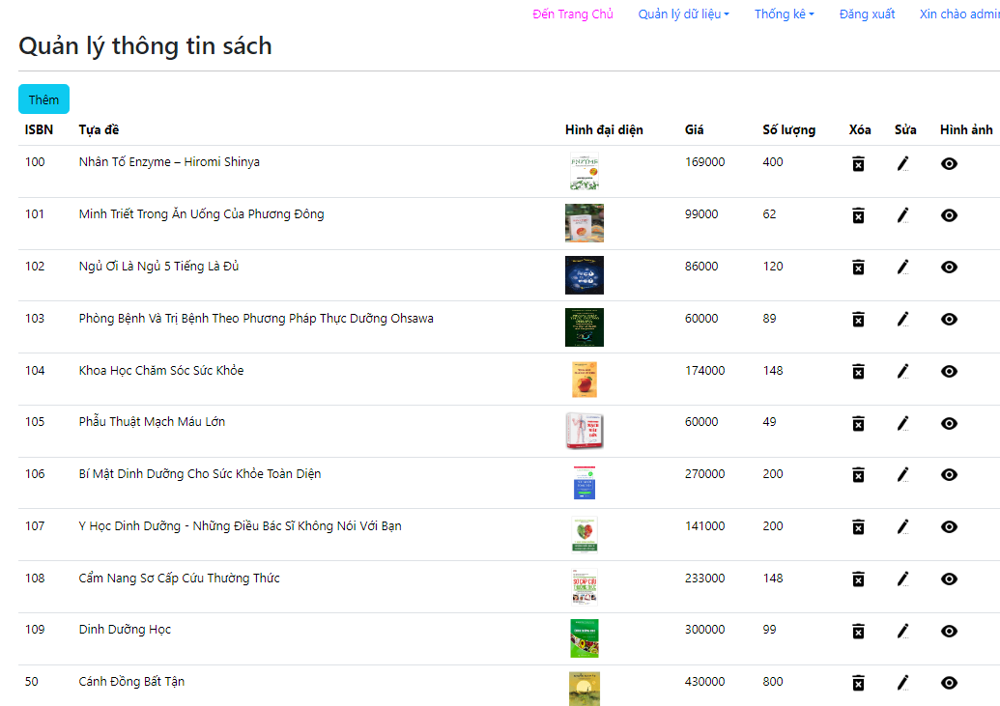 Đến Trang Chủ Quản lý dữ liệu Thống kê Đăng xuất Xin chào admin
Quản lý thông tin sách
Thêm
ISBN Tựa đề Hình đại diện Giá Số lượng Xóa Sửa Hình ảnh
100 Nhân Tố Enzyme – Hiromi Shinya 169000 400
101 Minh Triết Trong Ăn Uống Của Phương Đông 99000 62
102 Ngủ Ơi Là Ngủ 5 Tiếng Là Đủ 86000 120
103 Phòng Bệnh Và Trị Bệnh Theo Phương Pháp Thực Dưỡng Ohsawa 60000 89
104 Khoa Học Chăm Sóc Sức Khỏe 174000 148
105 Phẫu Thuật Mạch Máu Lớn 60000 49
106 Bí Mật Dinh Dưỡng Cho Sức Khỏe Toàn Diện 270000 200
107 Y Học Dinh Dưỡng - Những Điều Bác Sĩ Không Nói Với Bạn 141000 200
108 Cẩm Nang Sơ Cấp Cứu Thường Thức 233000 148
109 Dinh Dưỡng Học 300000 99
50 Cánh Đồng Bất Tận 430000 800